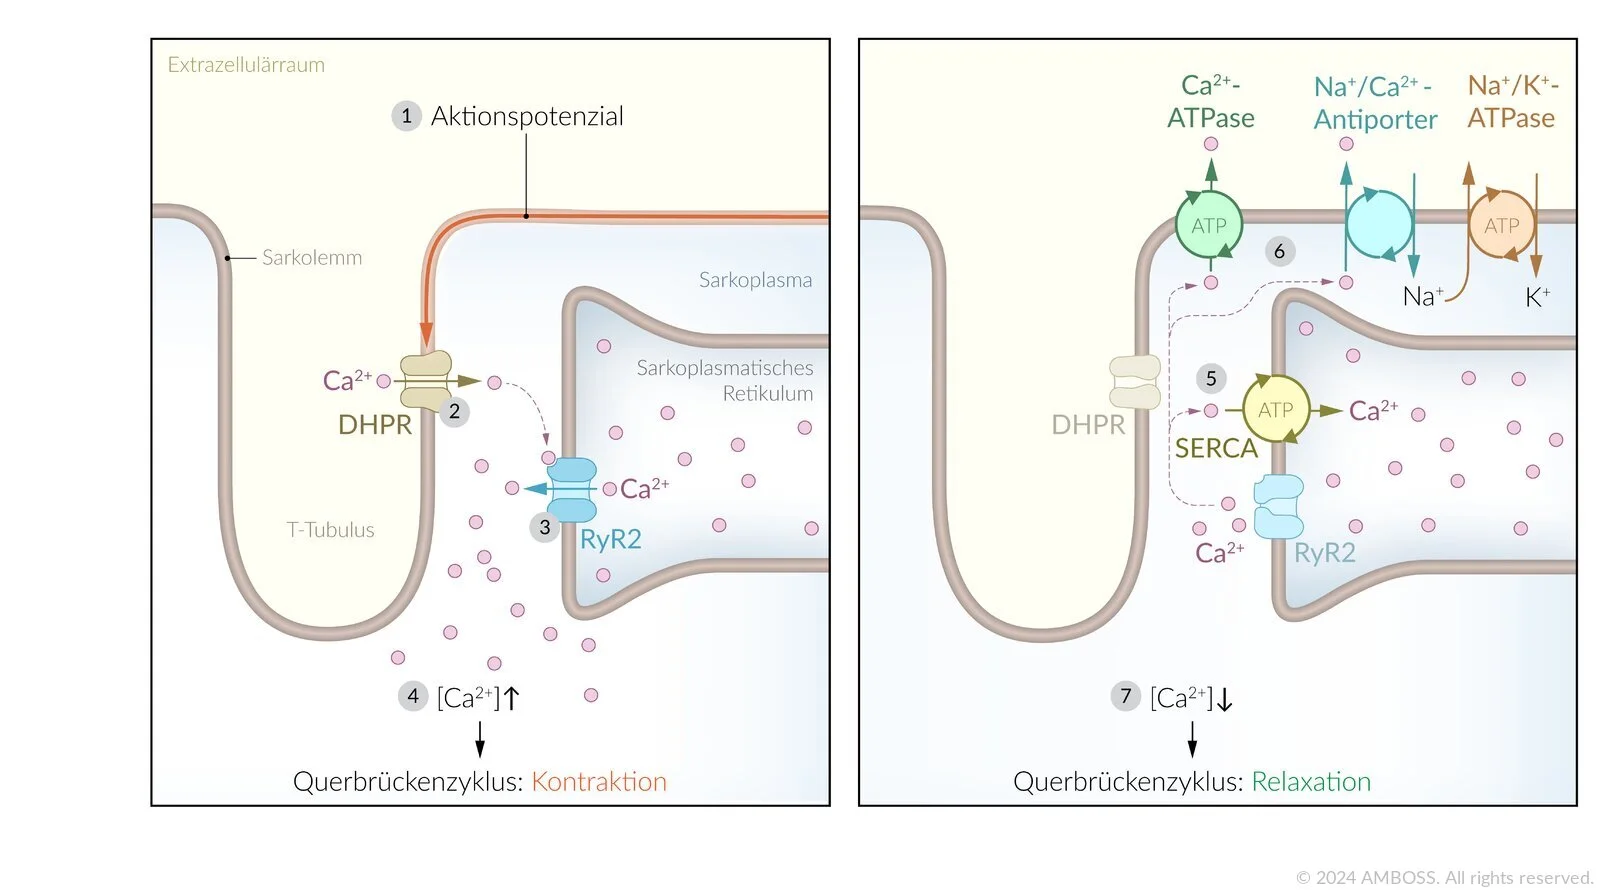 Extrazellulärraum
1 Aktionspotenzial
Sarkolemm
Sarkoplasma
Sarkoplasmatisches
Retikulum
Ca²⁺
2
DHPR
Ca²⁺
3
RyR2
T-Tubulus
4 [Ca²⁺]↑
Querbrückenzyklus: Kontraktion
Ca²⁺-
ATPase
Na⁺/Ca²⁺-
Antiporter
Na⁺/K⁺-
ATPase
ATP
ATP
6
Na⁺
K⁺
5
ATP
Ca²⁺
DHPR
SERCA
Ca²⁺
RyR2
7 [Ca²⁺]↓
Querbrückenzyklus: Relaxation
© 2024 AMBOSS. All rights reserved.